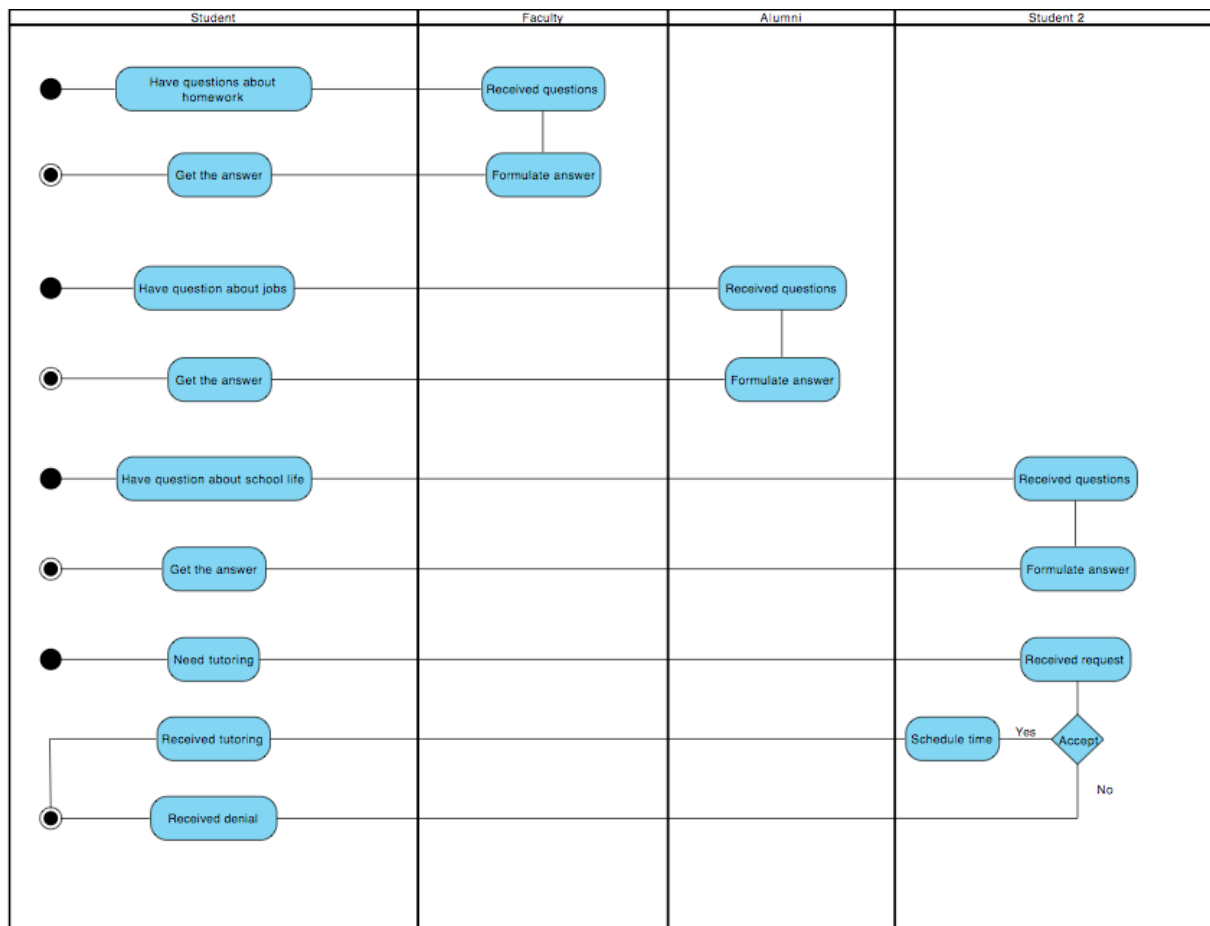 Student
Faculty
Alumni
Student 2
Have questions about
homework
Received questions
Get the answer
Formulate answer
Have question about jobs
Received questions
Get the answer
Formulate answer
Have question about school life
Received questions
Get the answer
Formulate answer
Need tutoring
Received request
Received tutoring
Schedule time
Yes
Accept
No
Received denial